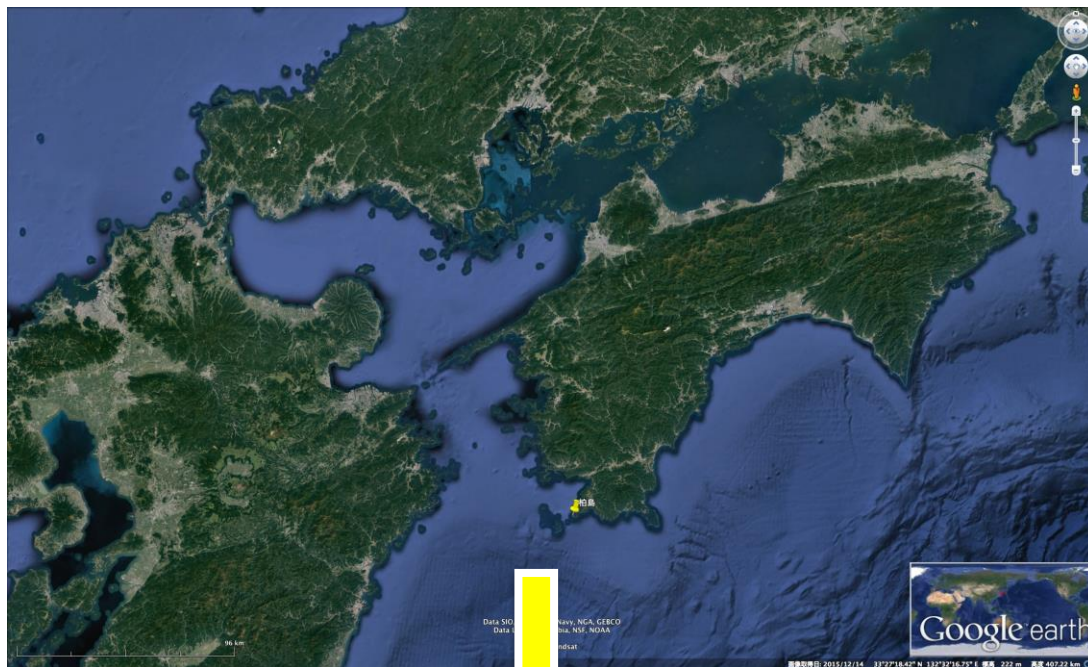 柏島
Data SIO, Navy, NGA, GEBCO
Data bia, NSF, NOAA
ndsat
96 km
Google earth
画像取得日: 2015/12/14 33°27'18.42" N 132°32'16.75" E 標高 222 m 高度 407.22 km